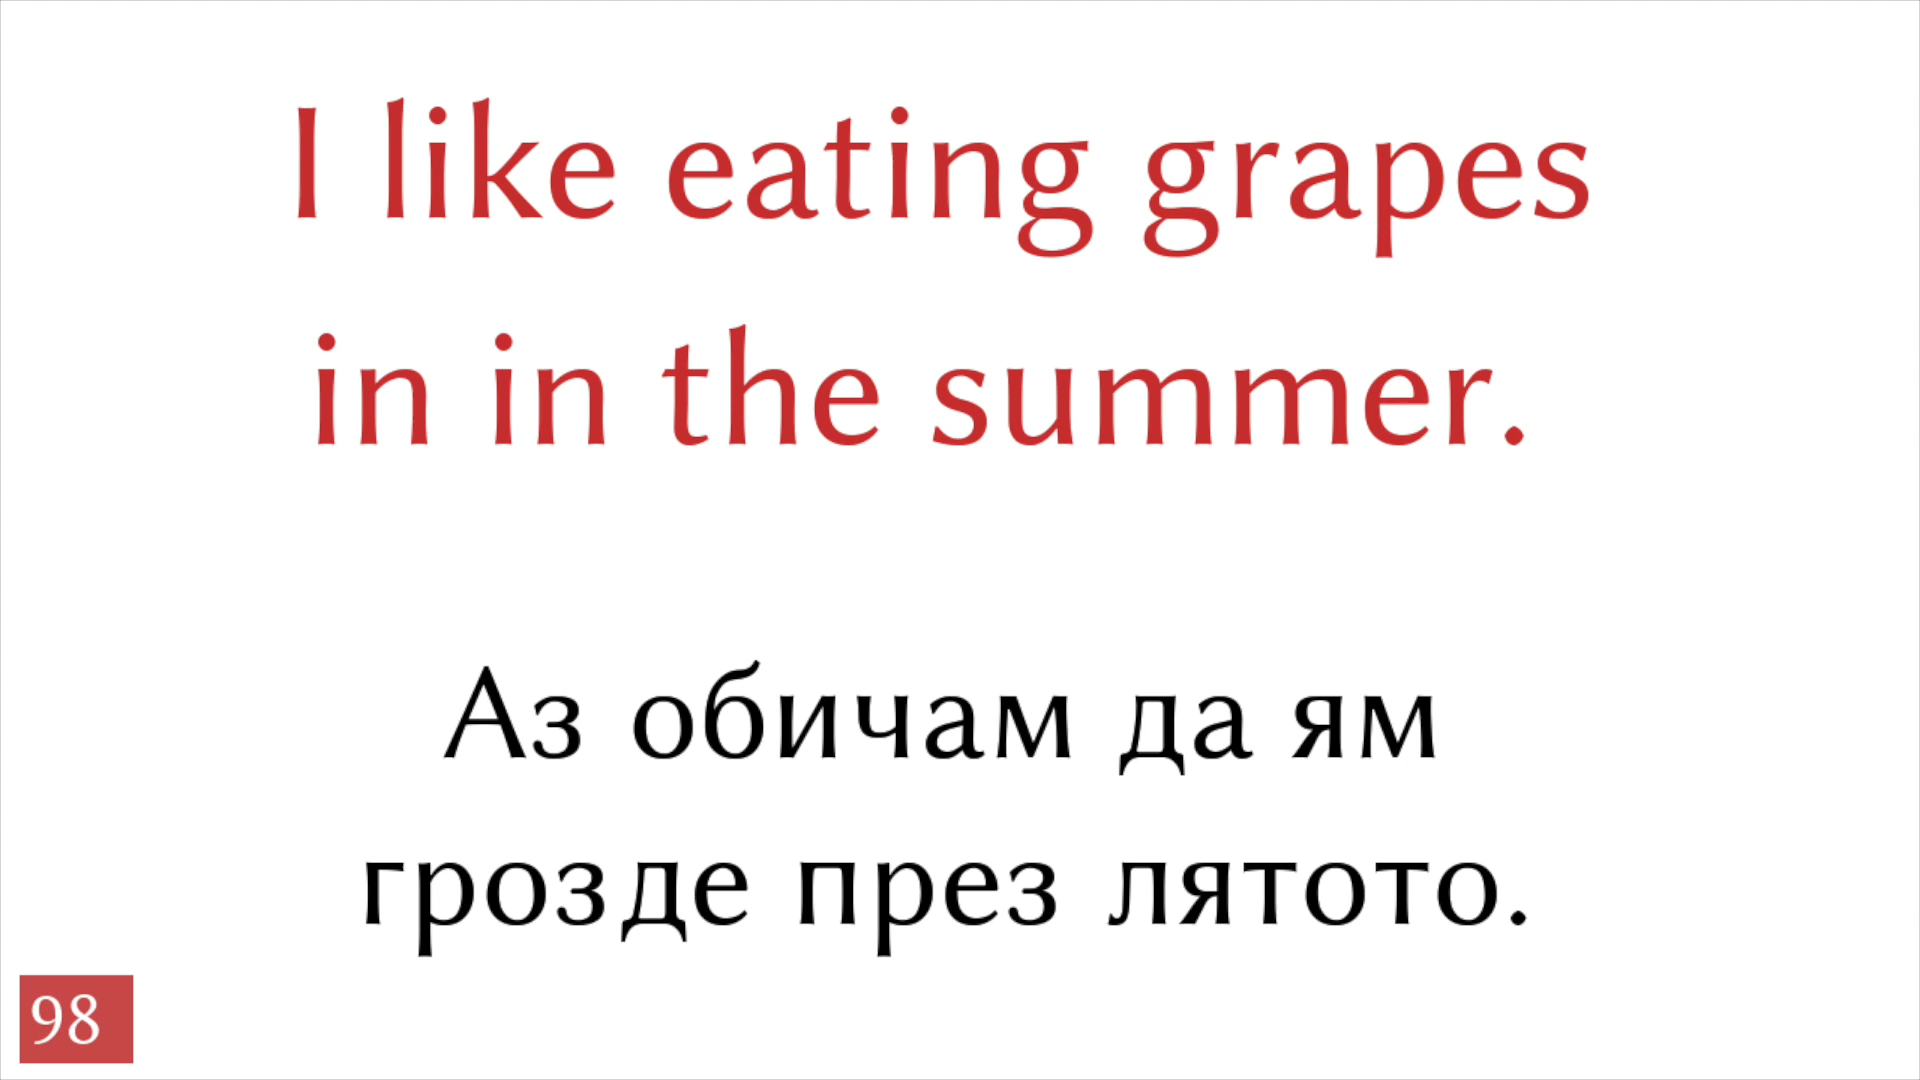 I like eating grapes
in in the summer.
Аз обичам да ям
грозде през лятото.
98